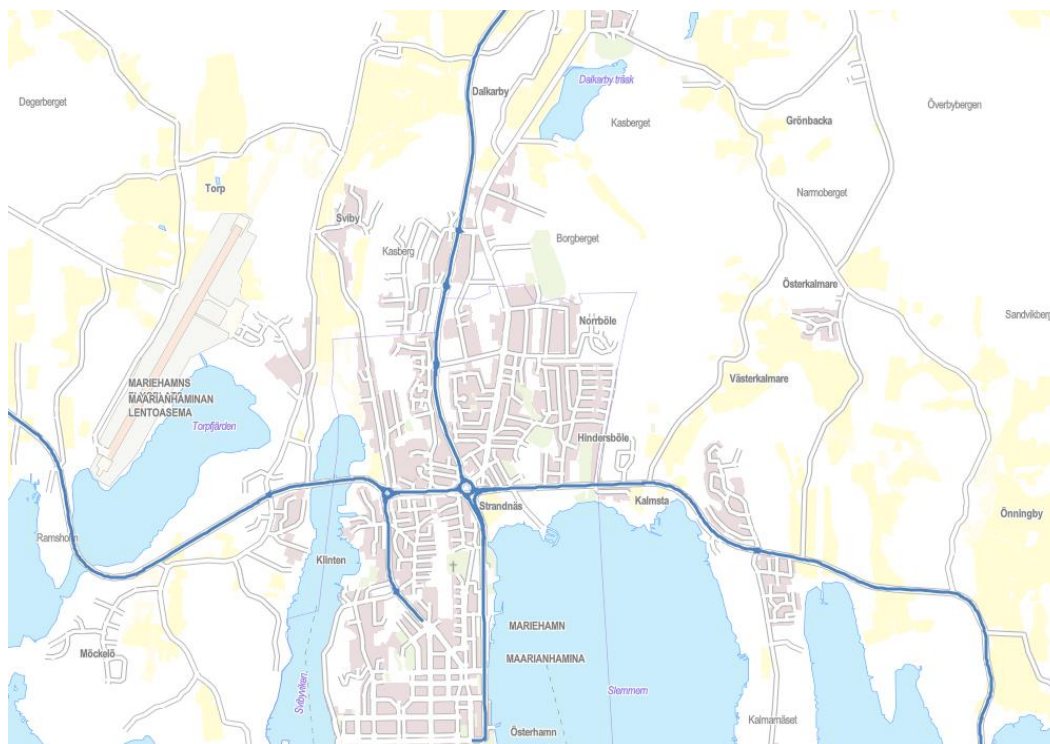 Dalkarby träsk
Dalkarby
Degerberget
Överbybergen
Kasberget
Grönbacka
Torp
Narmoberget
Sviby
Borgberget
Kasberg
Österkalmare
Sandvikberg
Norrböle
Västerkalmare
MARIEHAMNS
MAARIANHAMINAN
LENTOASEMA
Torpfjärden
Hindersböle
Strandnäs
Kalmsta
Önningby
Ramsholm
Klinten
MARIEHAMN
Möckelö
MAARIANHAMINA
Svibyviken
Slemmern
Kalmarnäset
Österhamn